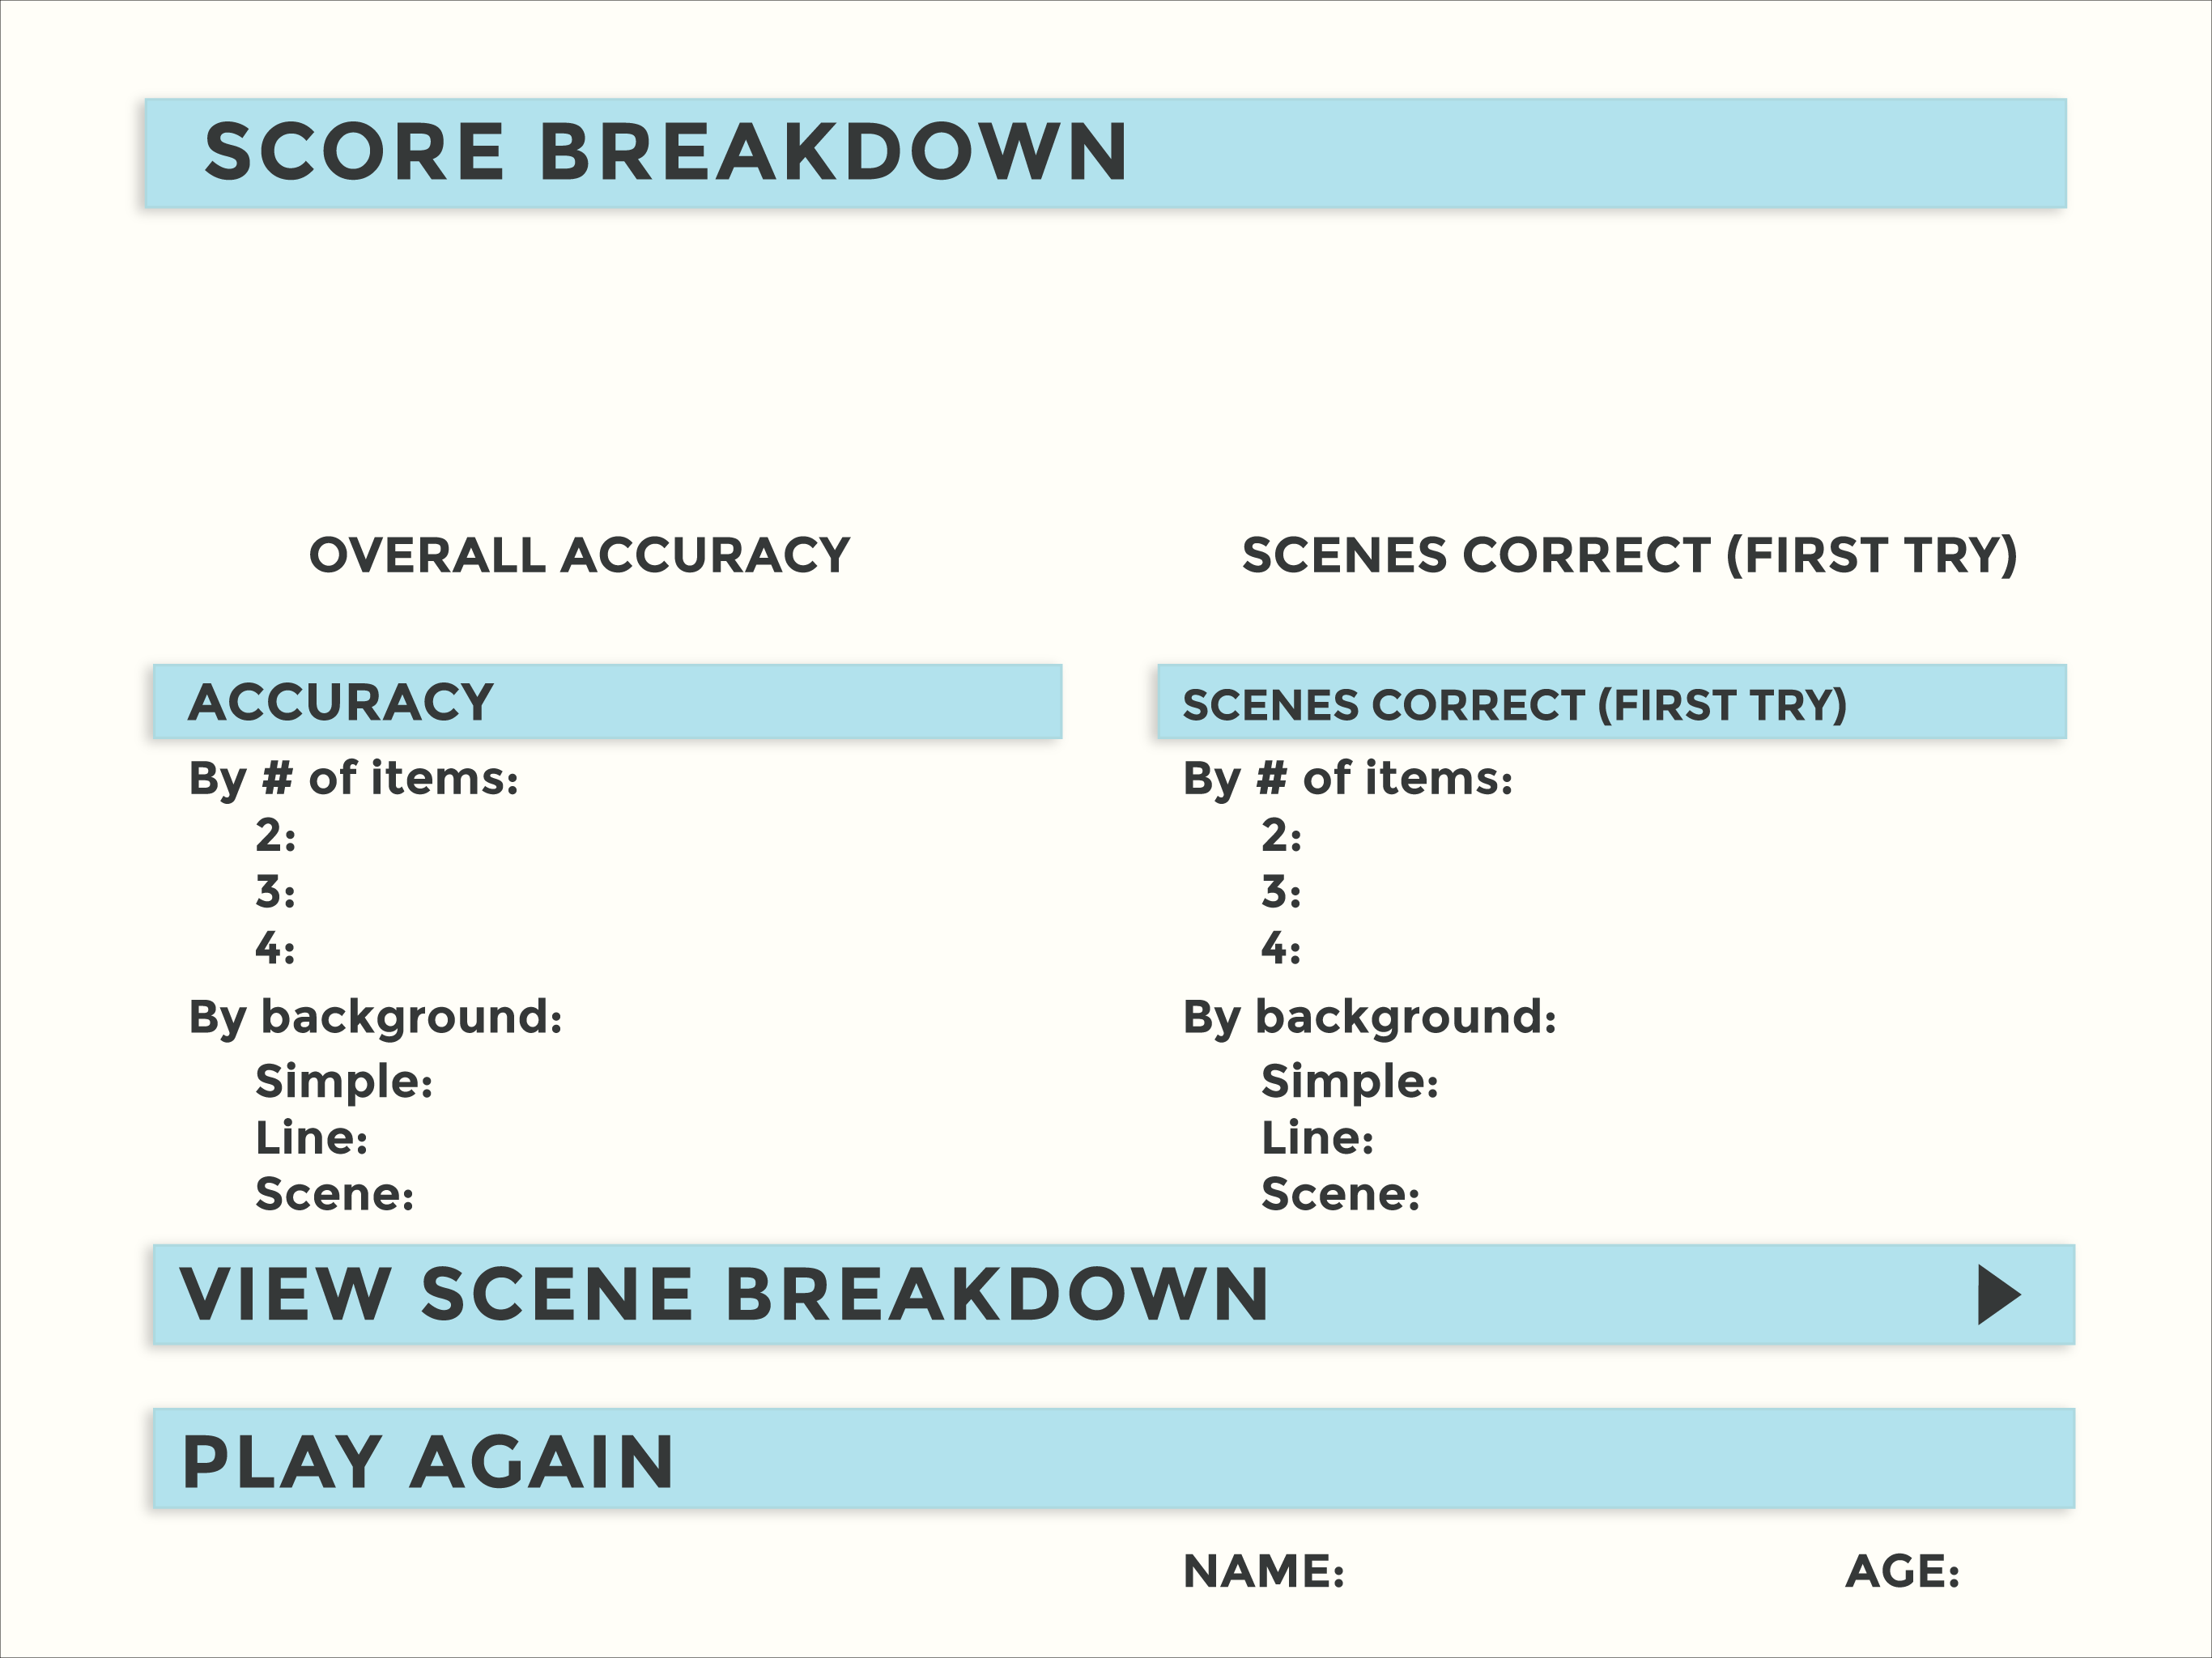 SCORE BREAKDOWN
OVERALL ACCURACY
SCENES CORRECT (FIRST TRY)
ACCURACY
By # of items:
2:
3:
4:
By background:
Simple:
Line:
Scene:
SCENES CORRECT (FIRST TRY)
By # of items:
2:
3:
4:
By background:
Simple:
Line:
Scene:
VIEW SCENE BREAKDOWN
PLAY AGAIN
NAME:
AGE: